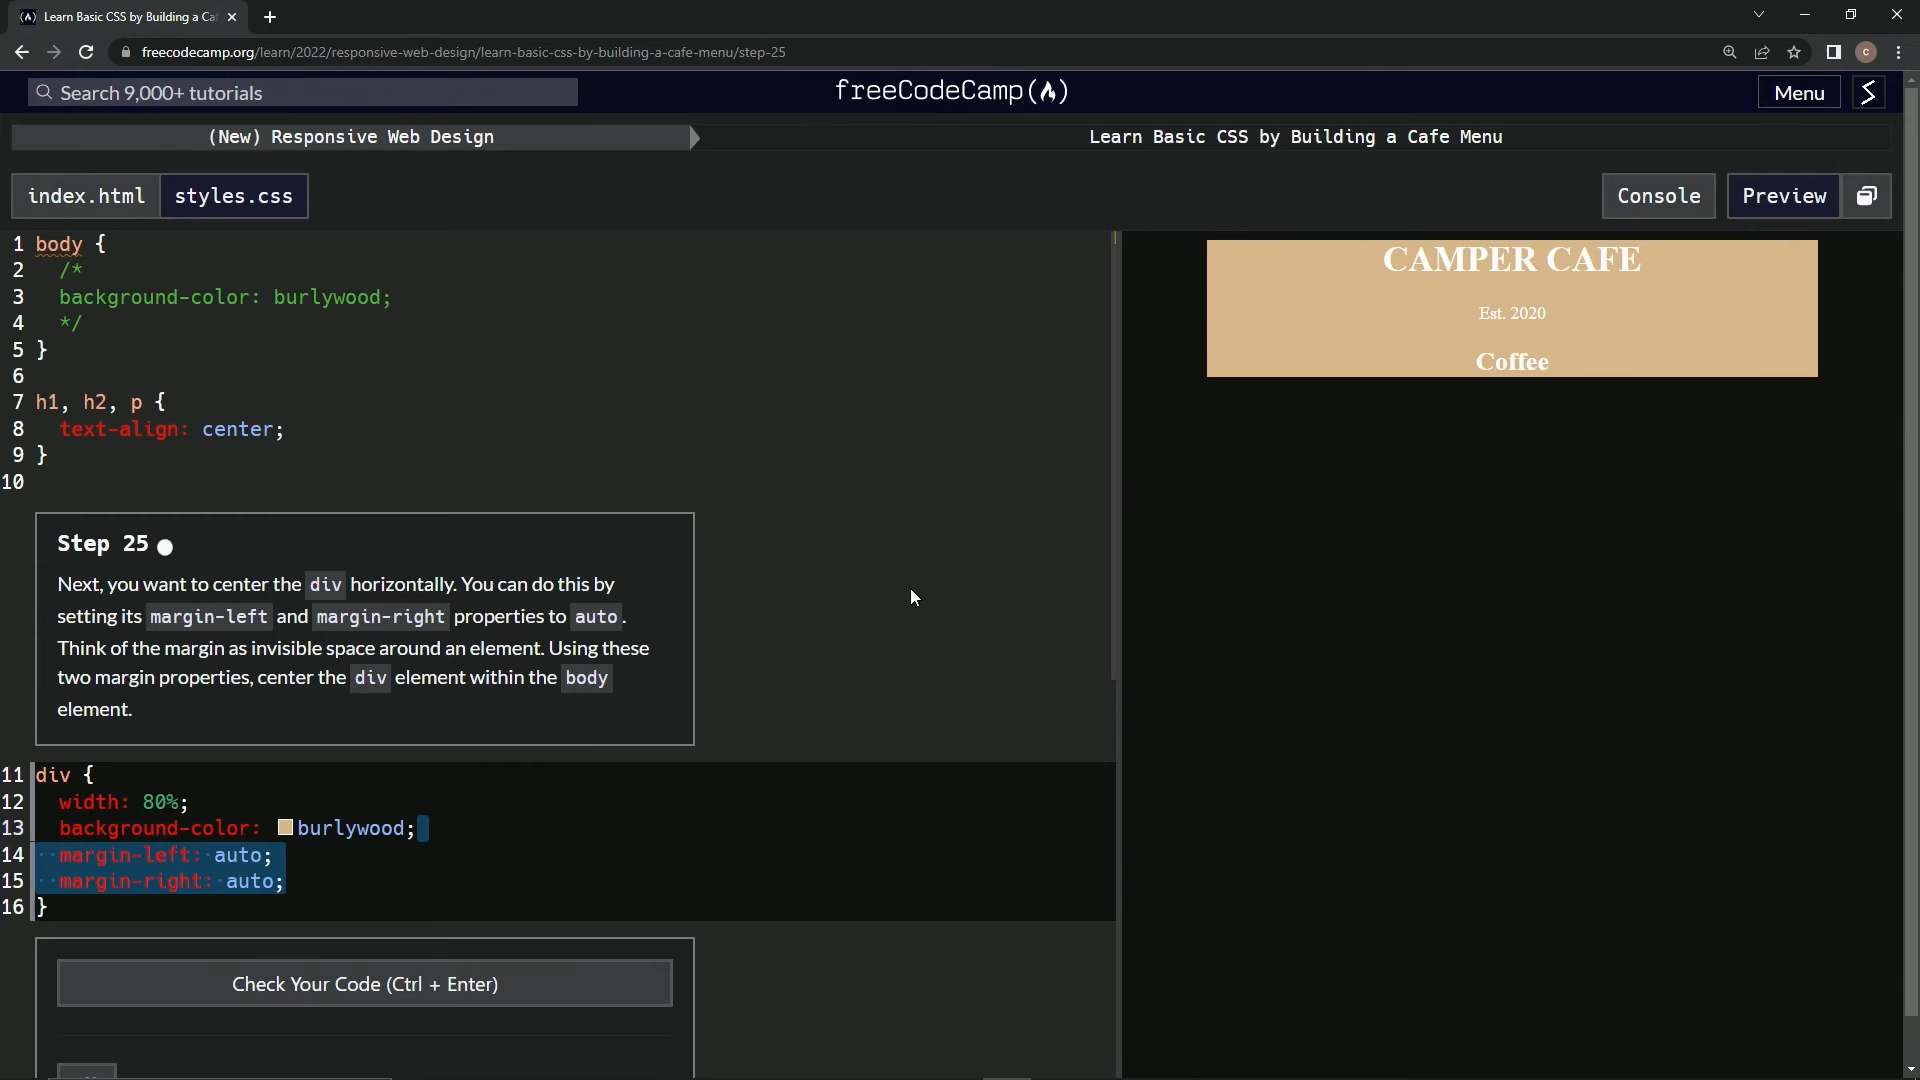 Learn Basic CSS by Building a Ca
freecodecamp.org/learn/2022/responsive-web-design/learn-basic-css-by-building-a-cafe-menu/step-25
c
Search 9,000+ tutorials
freeCodeCamp
Menu
(New) Responsive Web Design
Learn Basic CSS by Building a Cafe Menu
index.html
styles.css
Console
Preview
1 body {
2 /*
3 background-color: burlywood;
4 */
5 }
6
7 h1, h2, p {
8 text-align: center;
9 }
10
Step 25
Next, you want to center the div horizontally. You can do this by
setting its margin-left and margin-right properties to auto.
Think of the margin as invisible space around an element. Using these
two margin properties, center the div element within the body
element.
11 div {
12 width: 80%;
13 background-color: burlywood;
14 margin-left: auto;
15 margin-right: auto;
16 }
Check Your Code (Ctrl + Enter)
CAMPER CAFE
Est. 2020
Coffee